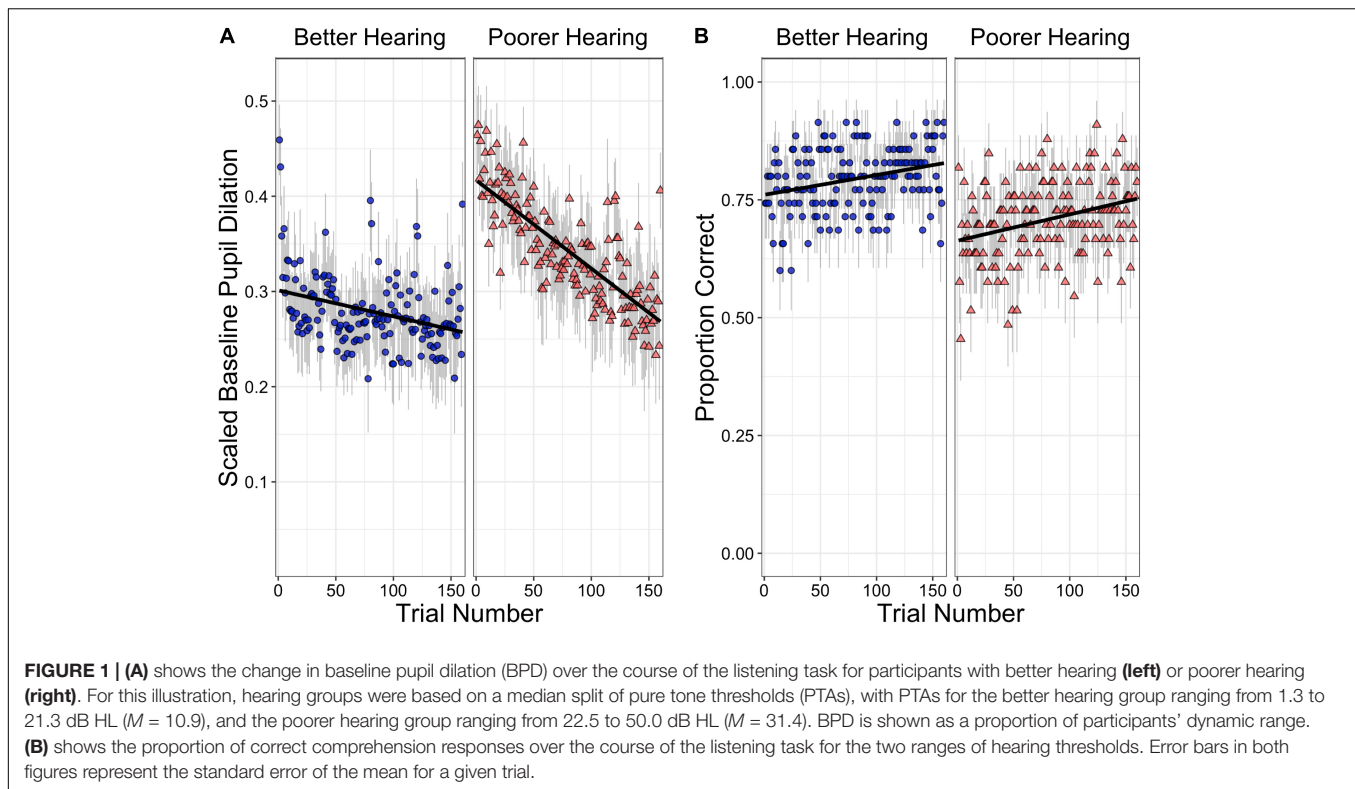 A
Better Hearing
Poorer Hearing
Scaled Baseline Pupil Dilation
0.5
0.4
0.3
0.2
0.1
0 50 100 150 0 50 100 150
Trial Number
B
Better Hearing
Poorer Hearing
Proportion Correct
1.00
0.75
0.50
0.25
0.00
0 50 100 150 0 50 100 150
Trial Number
FIGURE 1 | (A) shows the change in baseline pupil dilation (BPD) over the course of the listening task for participants with better hearing (left) or poorer hearing
(right). For this illustration, hearing groups were based on a median split of pure tone thresholds (PTAs), with PTAs for the better hearing group ranging from 1.3 to
21.3 dB HL (M = 10.9), and the poorer hearing group ranging from 22.5 to 50.0 dB HL (M = 31.4). BPD is shown as a proportion of participants’ dynamic range.
(B) shows the proportion of correct comprehension responses over the course of the listening task for the two ranges of hearing thresholds. Error bars in both
figures represent the standard error of the mean for a given trial.